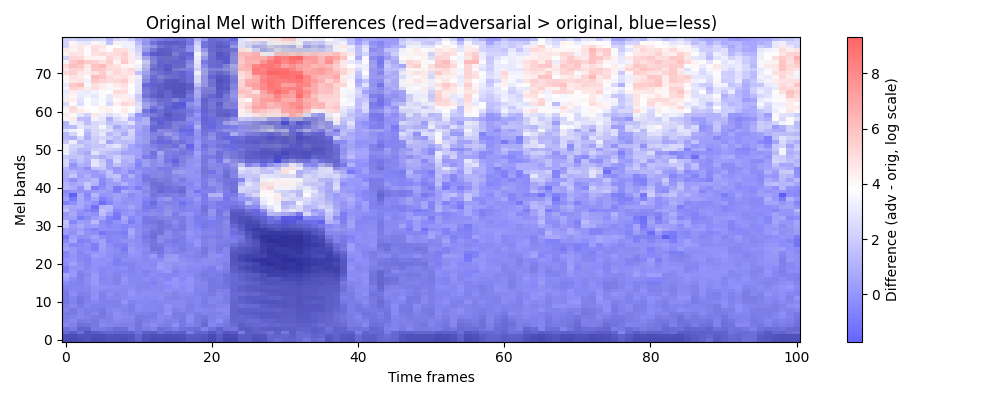 Original Mel with Differences (red=adversarial > original, blue=less)
70
60
50
40
30
20
10
0
Mel bands
0 20 40 60 80 100
Time frames
8
6
4
2
0
Difference (adv - orig, log scale)